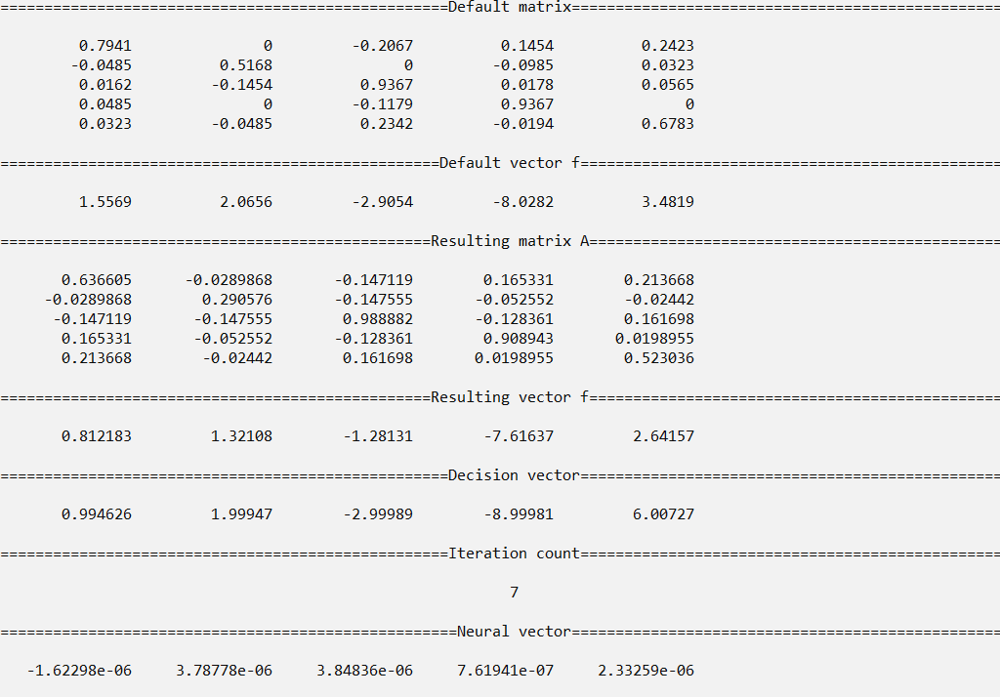 ===================================================Default matrix=================================================
0.7941 0 -0.2067 0.1454 0.2423
-0.0485 0.5168 0 -0.0985 0.0323
0.0162 -0.1454 0.9367 0.0178 0.0565
0.0485 0 -0.1179 0.9367 0
0.0323 -0.0485 0.2342 -0.0194 0.6783
==================================================Default vector f================================================
1.5569 2.0656 -2.9054 -8.0282 3.4819
=================================================Resulting matrix A===============================================
0.636605 -0.0289868 -0.147119 0.165331 0.213668
-0.0289868 0.290576 -0.147555 -0.052552 -0.02442
-0.147119 -0.147555 0.988882 -0.128361 0.161698
0.165331 -0.052552 -0.128361 0.908943 0.0198955
0.213668 -0.02442 0.161698 0.0198955 0.523036
=================================================Resulting vector f===============================================
0.812183 1.32108 -1.28131 -7.61637 2.64157
===================================================Decision vector================================================
0.994626 1.99947 -2.99989 -8.99981 6.00727
===================================================Iteration count================================================
7
====================================================Neural vector=================================================
-1.62298e-06 3.78778e-06 3.84836e-06 7.61941e-07 2.33259e-06